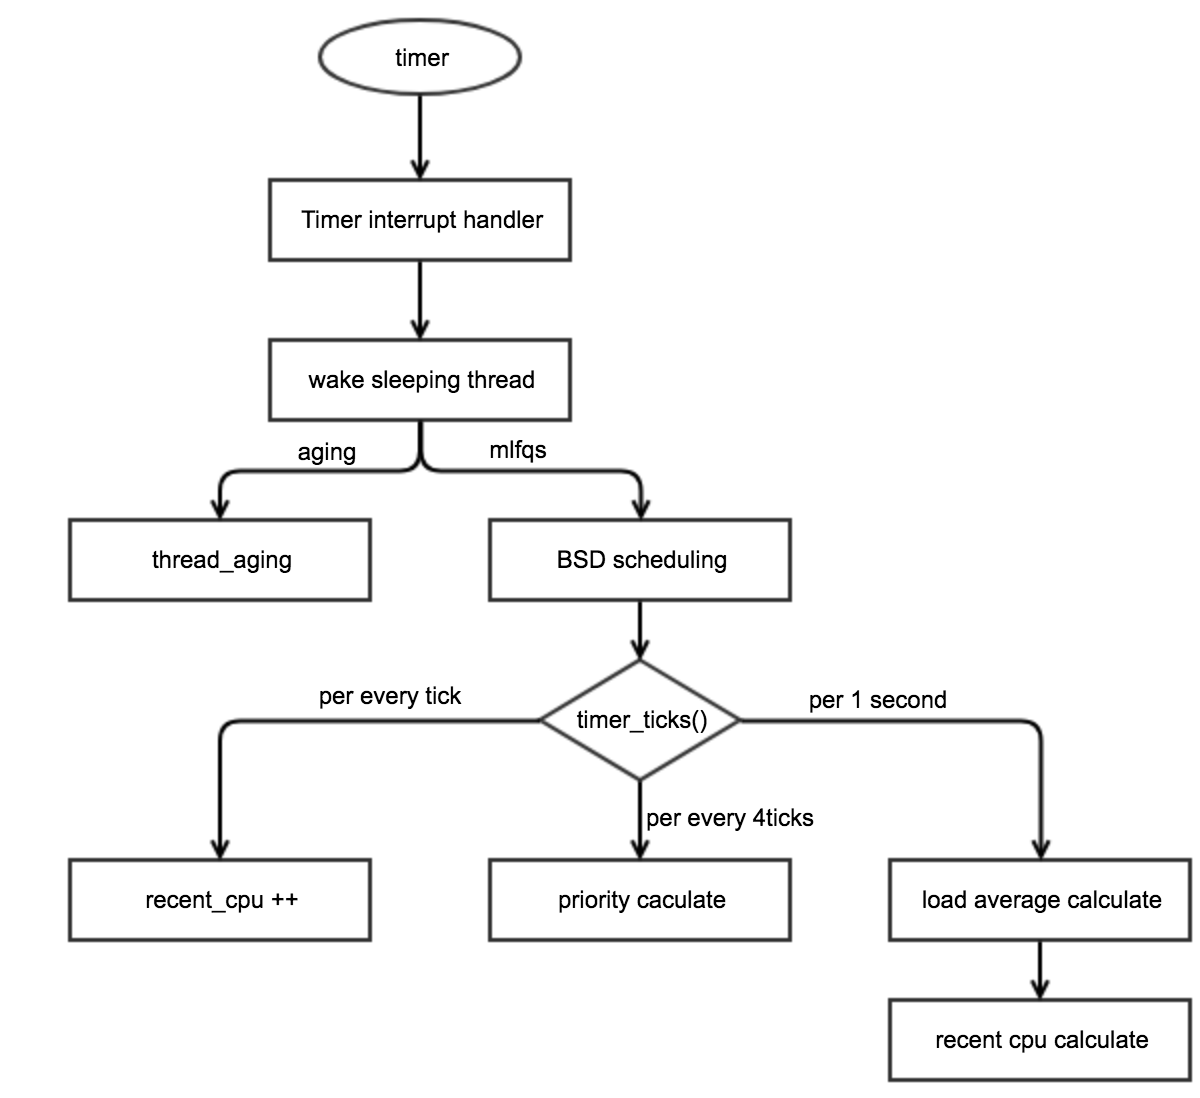 timer
Timer interrupt handler
wake sleeping thread
aging
mlfqs
thread_aging
BSD scheduling
per every tick
timer_ticks()
per 1 second
per every 4ticks
recent_cpu ++
priority caculate
load average calculate
recent cpu calculate